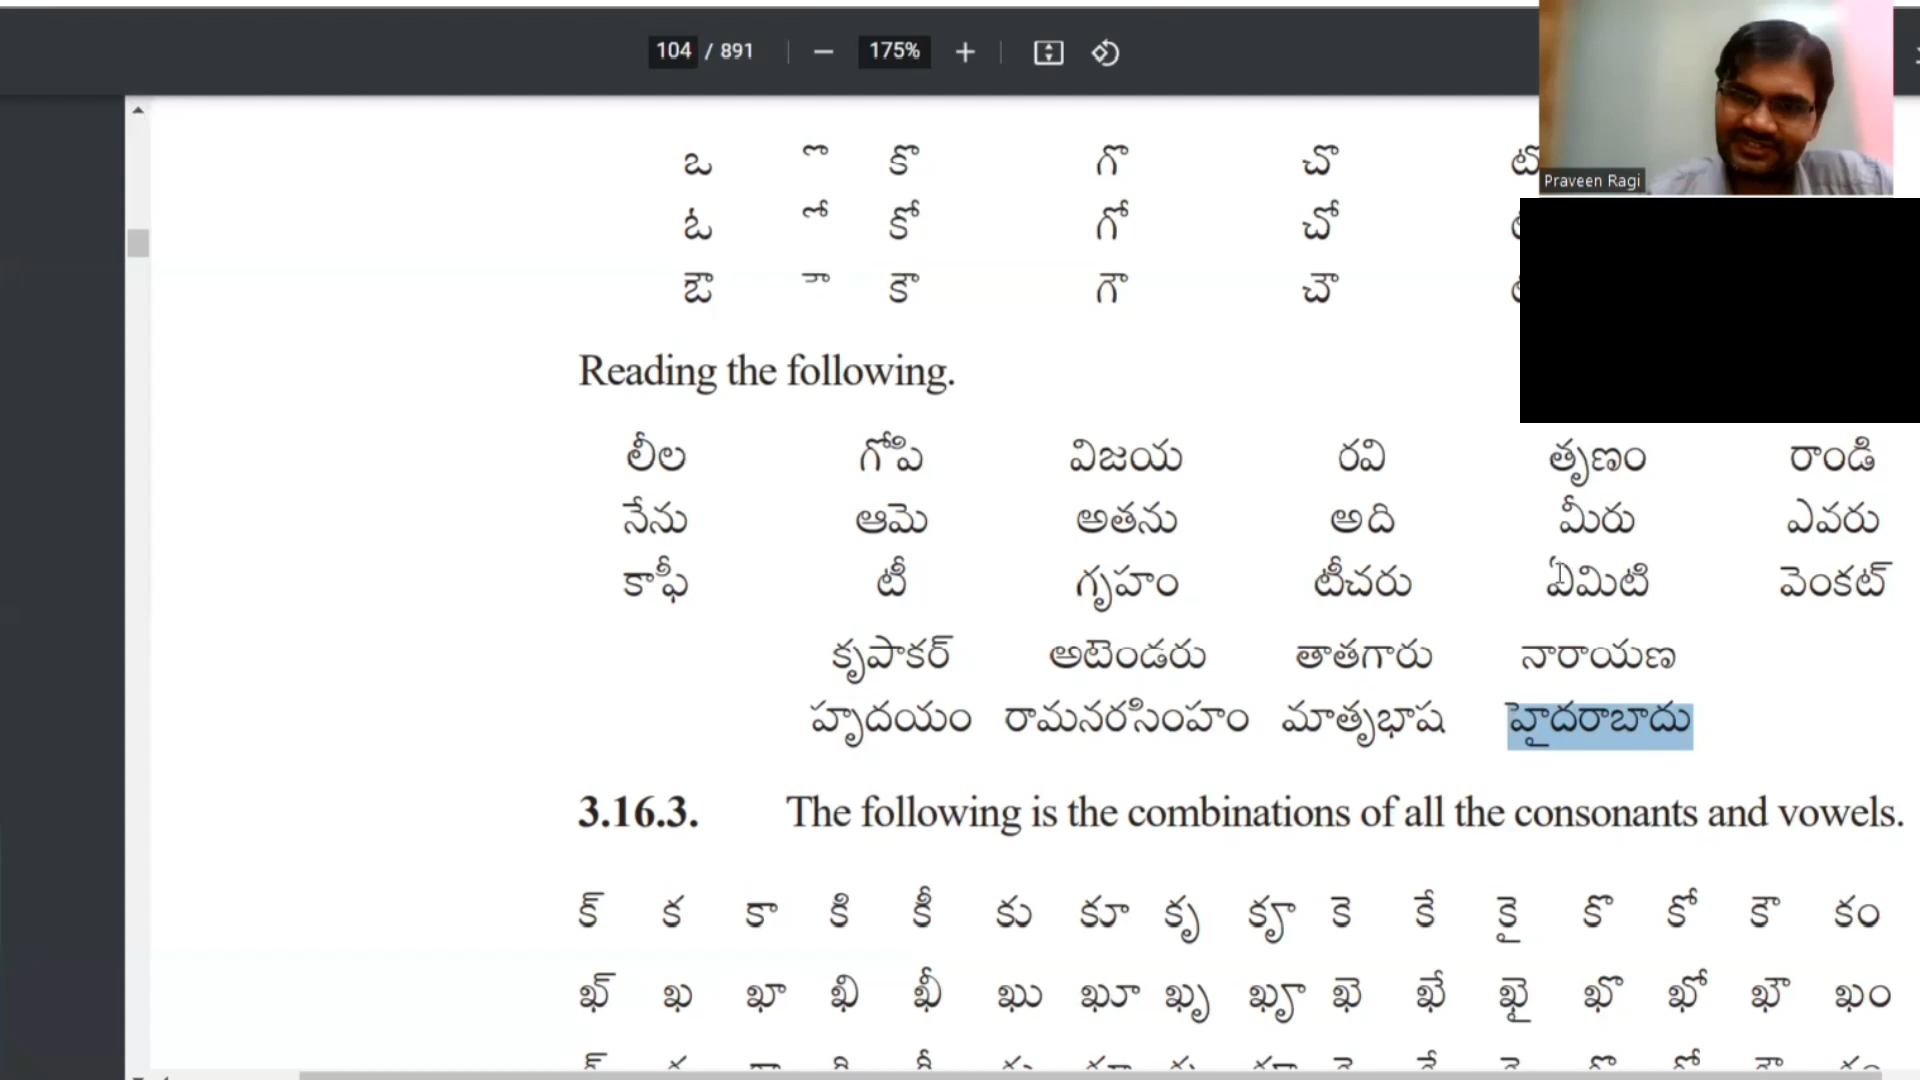 104 / 891 175%
ఒ ొ కొ గొ చొ
Praveen Ragi
ఓ ో కో గో చో
ఔ ౌ కౌ గౌ చౌ
Reading the following.
లీల గోపి విజయ రవి తృణం రాండి
నేను ఆమె అతను అది మీరు ఎవరు
కాఫీ టీ గృహం టీచరు ఏమిటి వెంకట్
కృపాకర్ అటెండరు తాతగారు నారాయణ
హృదయం రామనరసింహం మాతృభాష హైదరాబాదు
3.16.3. The following is the combinations of all the consonants and vowels.
క్ క కా కి కీ కు కూ కృ కౄ కె కే కై కొ కో కౌ కం
ఖ్ ఖ ఖా ఖి ఖీ ఖు ఖూ ఖృ ఖౄ ఖె ఖే ఖై ఖొ ఖో ఖౌ ఖం